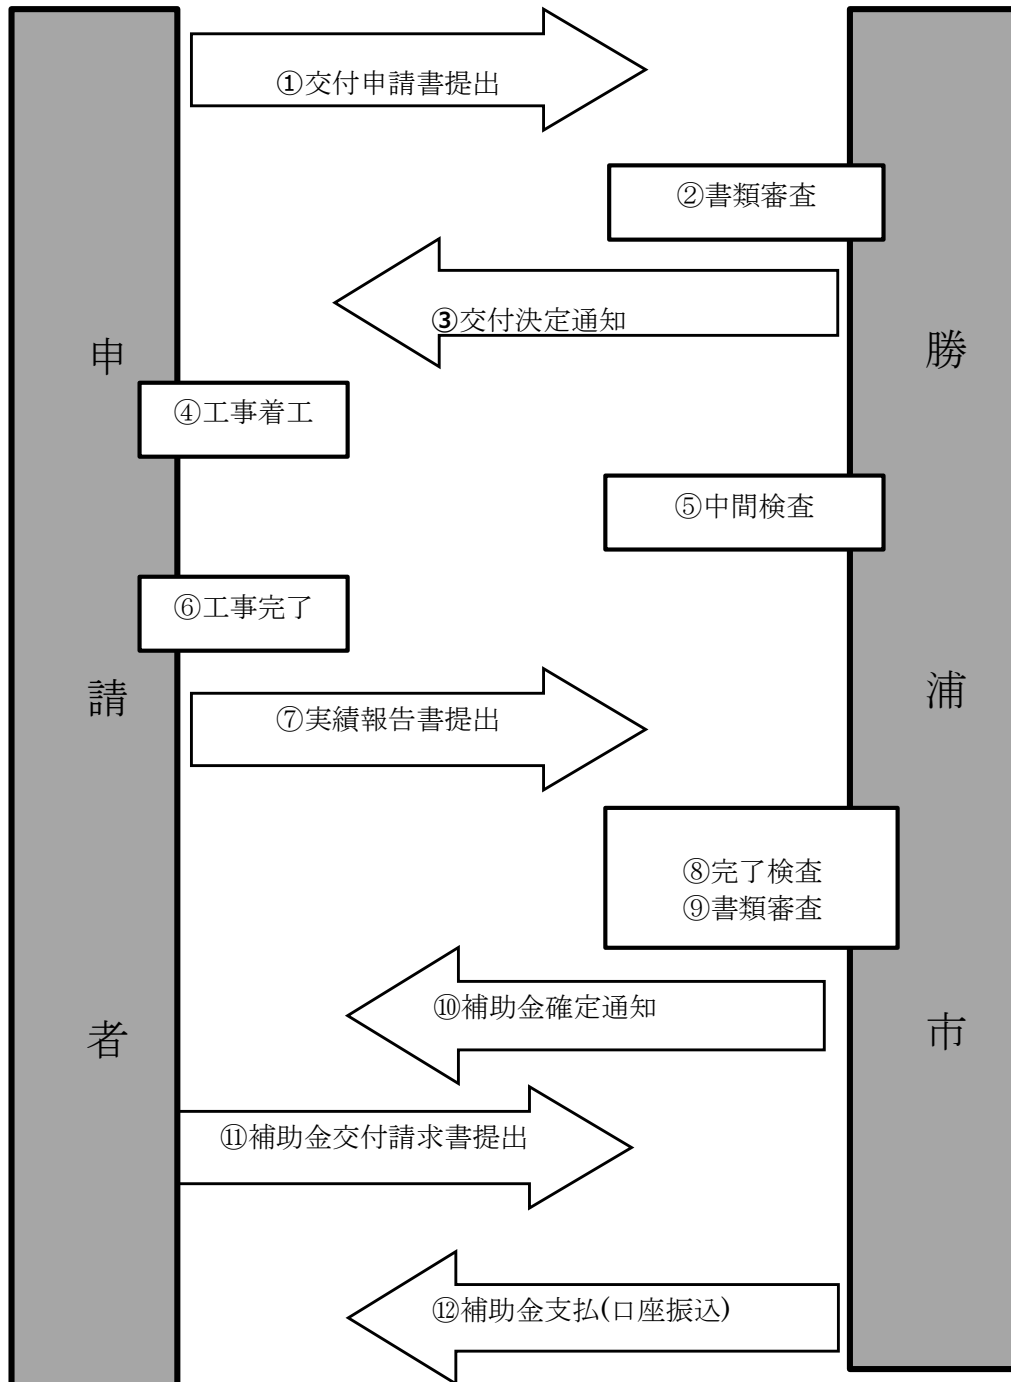 ①交付申請書提出
②書類審査
③交付決定通知
④工事着工
⑤中間検査
⑥工事完了
⑦実績報告書提出
⑧完了検査
⑨書類審査
⑩補助金確定通知
⑪補助金交付請求書提出
⑫補助金支払(口座振込)
申請者
勝浦市